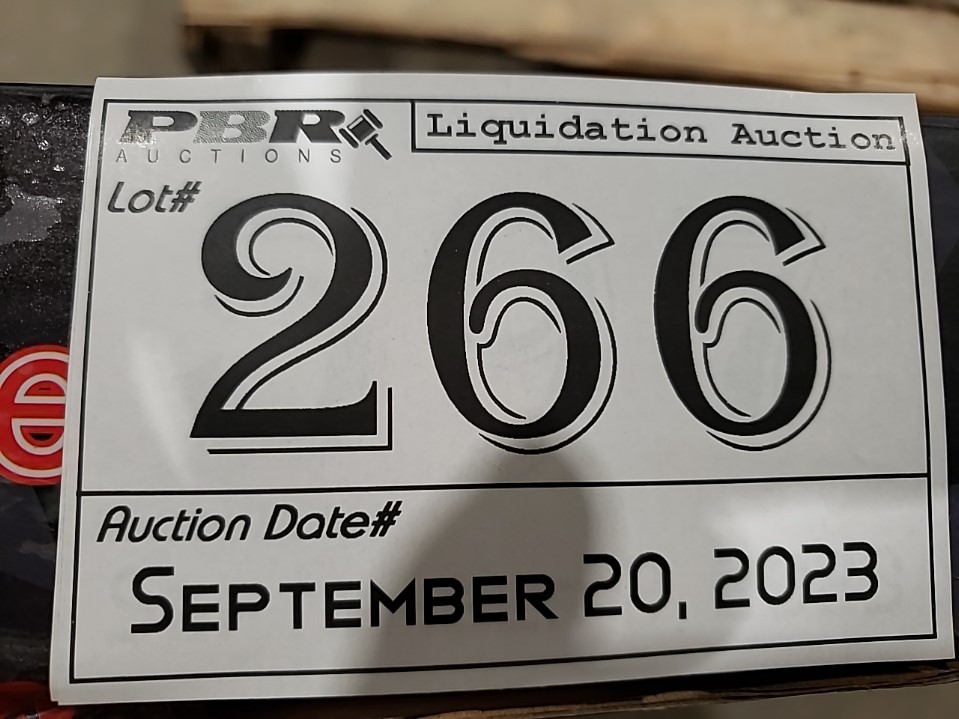 PBR
AUCTIONS
Liquidation Auction
Lot#
266
Auction Date#
September 20, 2023